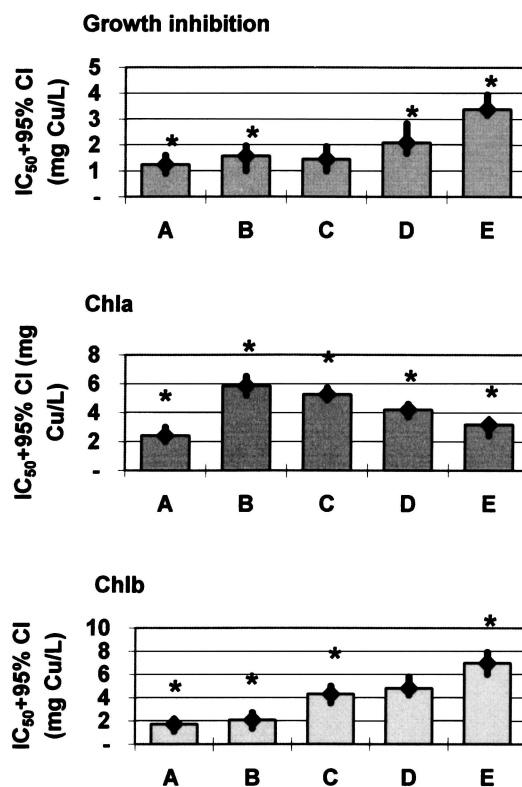 Growth inhibition
IC50+95% CI
(mg Cu/L)
5
4
3
2
1
-
*
*
*
*
A B C D E
Chla
IC50+95% CI (mg
Cu/L)
8
6
4
2
-
*
*
*
*
*
A B C D E
Chlb
IC50+95% CI
(mg Cu/L)
10
8
6
4
2
-
*
*
*
*
A B C D E